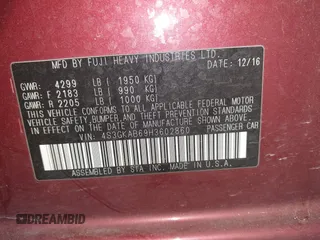 MFD BY FUJI HEAVY INDUSTRIES LTD. DATE: 12/16
GVWR: 4299 LB ( 1950 KG)
GAWR: F 2183 LB ( 990 KG)
GAWR: R 2205 LB ( 1000 KG)
THIS VEHICLE CONFORMS TO ALL APPLICABLE FEDERAL MOTOR
VEHICLE SAFETY, BUMPER, AND THEFT PREVENTION STANDARDS
IN EFFECT ON THE DATE OF MANUFACTURE SHOWN ABOVE.
VIN: 4S3GKAB69H3602860 PASSENGER CAR
ASSEMBLED BY SIA INC. MADE IN U.S.A.
DREAMBID